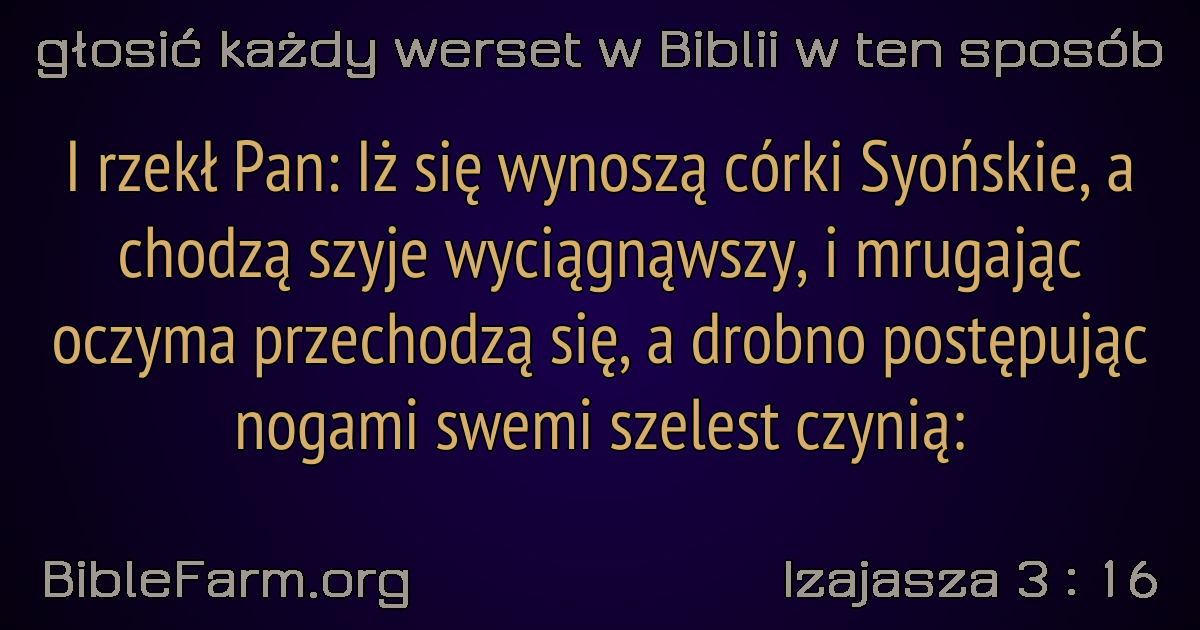 głosić każdy werset w Biblii w ten sposób
I rzekł Pan: Iż się wynoszą córki Syońskie, a
chodzą szyje wyciągnąwszy, i mrugając
oczyma przechodzą się, a drobno postępując
nogami swemi szelest czynią:
BibleFarm.org
Izajasza 3 : 16